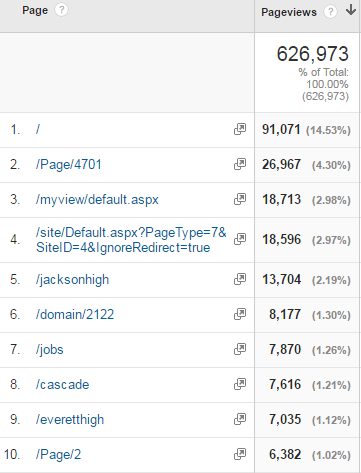 Page ? Pageviews ?
626,973
% of Total:
100.00%
(626,973)
1. / 91,071 (14.53%)
2. /Page/4701 26,967 (4.30%)
3. /myview/default.aspx 18,713 (2.98%)
4. /site/Default.aspx?PageType=7&
SiteID=4&IgnoreRedirect=true 18,596 (2.97%)
5. /jacksonhigh 13,704 (2.19%)
6. /domain/2122 8,177 (1.30%)
7. /jobs 7,870 (1.26%)
8. /cascade 7,616 (1.21%)
9. /everetthigh 7,035 (1.12%)
10. /Page/2 6,382 (1.02%)